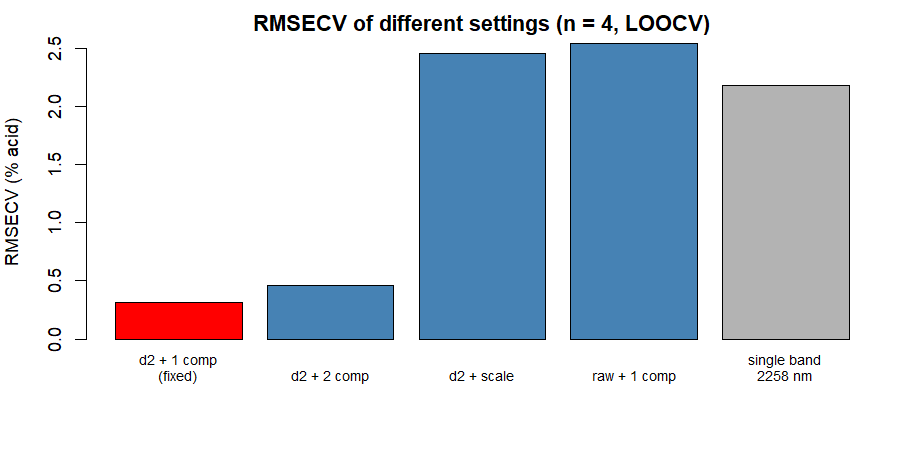 RMSECV of different settings (n = 4, LOOCV)
RMSECV (% acid)
2.5
2.0
1.5
1.0
0.5
0.0
d2 + 1 comp
(fixed)
d2 + 2 comp
d2 + scale
raw + 1 comp
single band
2258 nm